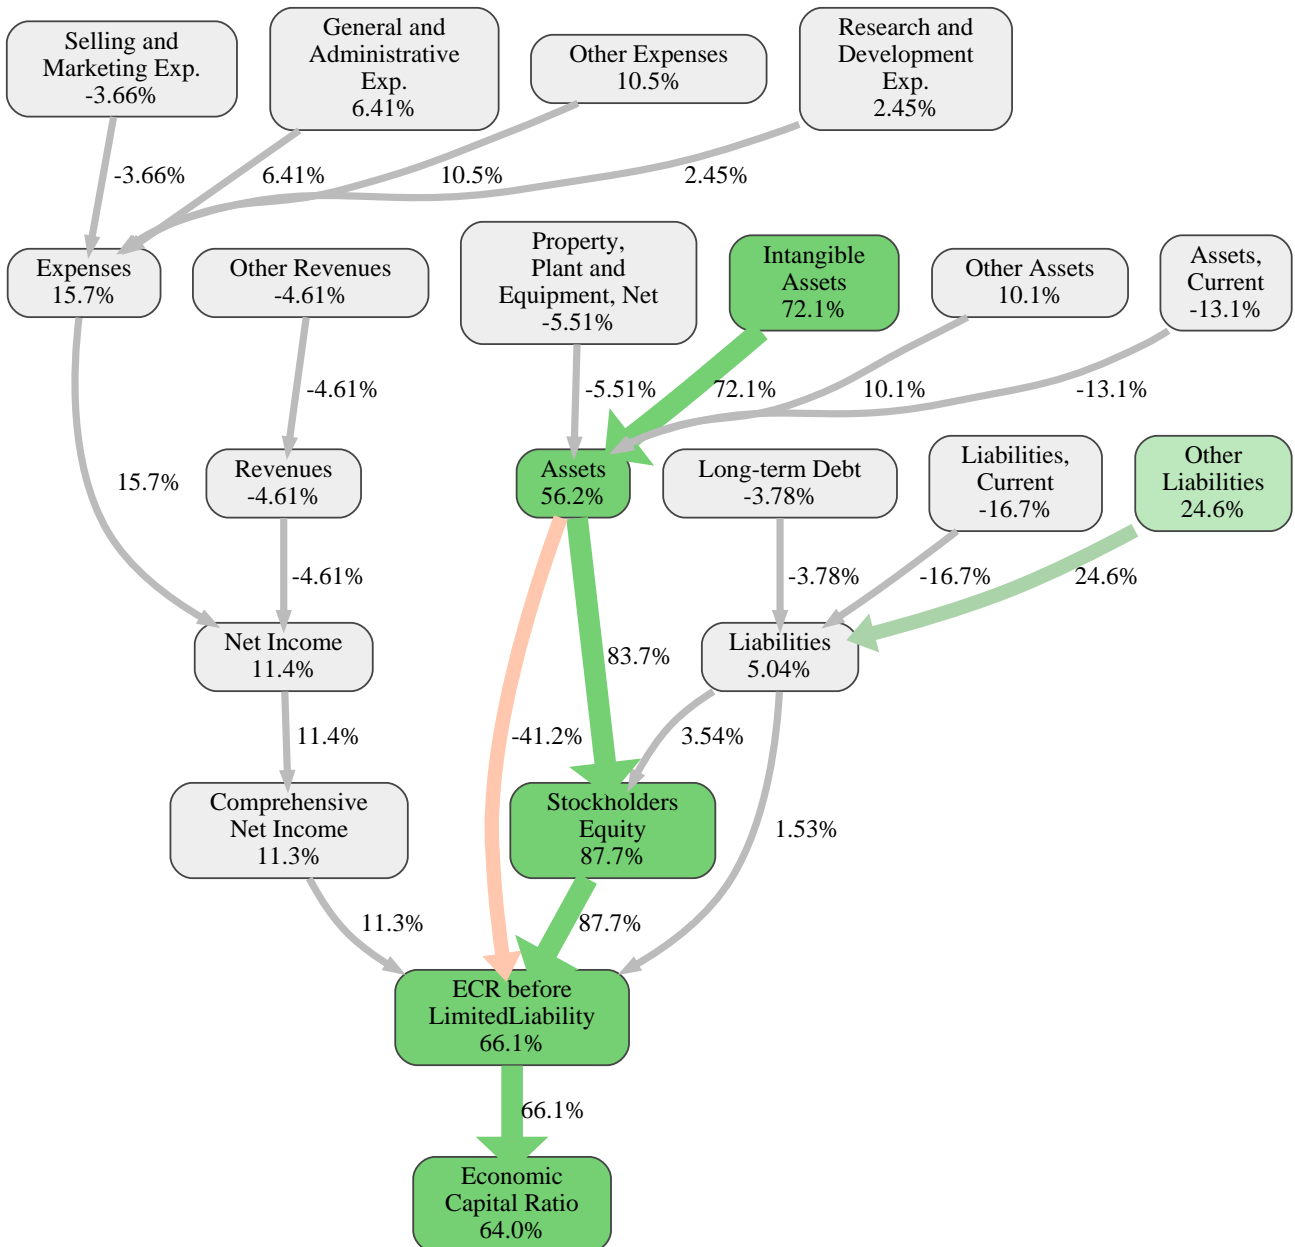 Selling and
Marketing Exp.
-3.66%
General and
Administrative
Exp.
6.41%
Other Expenses
10.5%
Research and
Development
Exp.
2.45%
-3.66%
6.41%
10.5%
2.45%
Expenses
15.7%
Other Revenues
-4.61%
Property,
Plant and
Equipment, Net
-5.51%
Intangible
Assets
72.1%
Other Assets
10.1%
Assets,
Current
-13.1%
-4.61%
-5.51%
72.1%
10.1%
-13.1%
15.7%
Revenues
-4.61%
Assets
56.2%
Long-term Debt
-3.78%
Liabilities,
Current
-16.7%
Other
Liabilities
24.6%
-4.61%
-3.78%
-16.7%
24.6%
Net Income
11.4%
83.7%
Liabilities
5.04%
11.4%
-41.2%
3.54%
Comprehensive
Net Income
11.3%
Stockholders
Equity
87.7%
1.53%
11.3%
87.7%
ECR before
LimitedLiability
66.1%
66.1%
Economic
Capital Ratio
64.0%